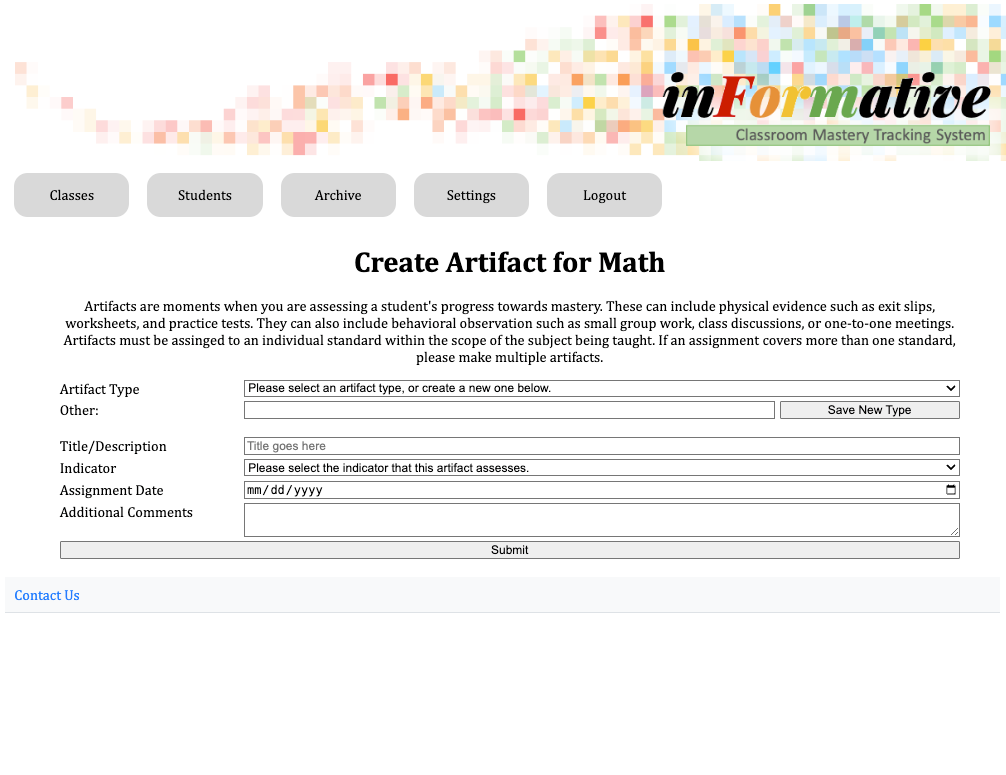 inFormative
Classroom Mastery Tracking System
Classes Students Archive Settings Logout
Create Artifact for Math
Artifacts are moments when you are assessing a student's progress towards mastery. These can include physical evidence such as exit slips,
worksheets, and practice tests. They can also include behavioral observation such as small group work, class discussions, or one-to-one meetings.
Artifacts must be assinged to an individual standard within the scope of the subject being taught. If an assignment covers more than one standard,
please make multiple artifacts.
Artifact Type Please select an artifact type, or create a new one below.
Other: Save New Type
Title/Description Title goes here
Indicator Please select the indicator that this artifact assesses.
Assignment Date mm/dd/yyyy
Additional Comments
Submit
Contact Us